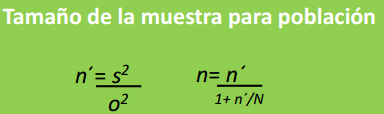 Tamaño de la muestra para población
n´= s² n= n´
o² 1+ n´/N